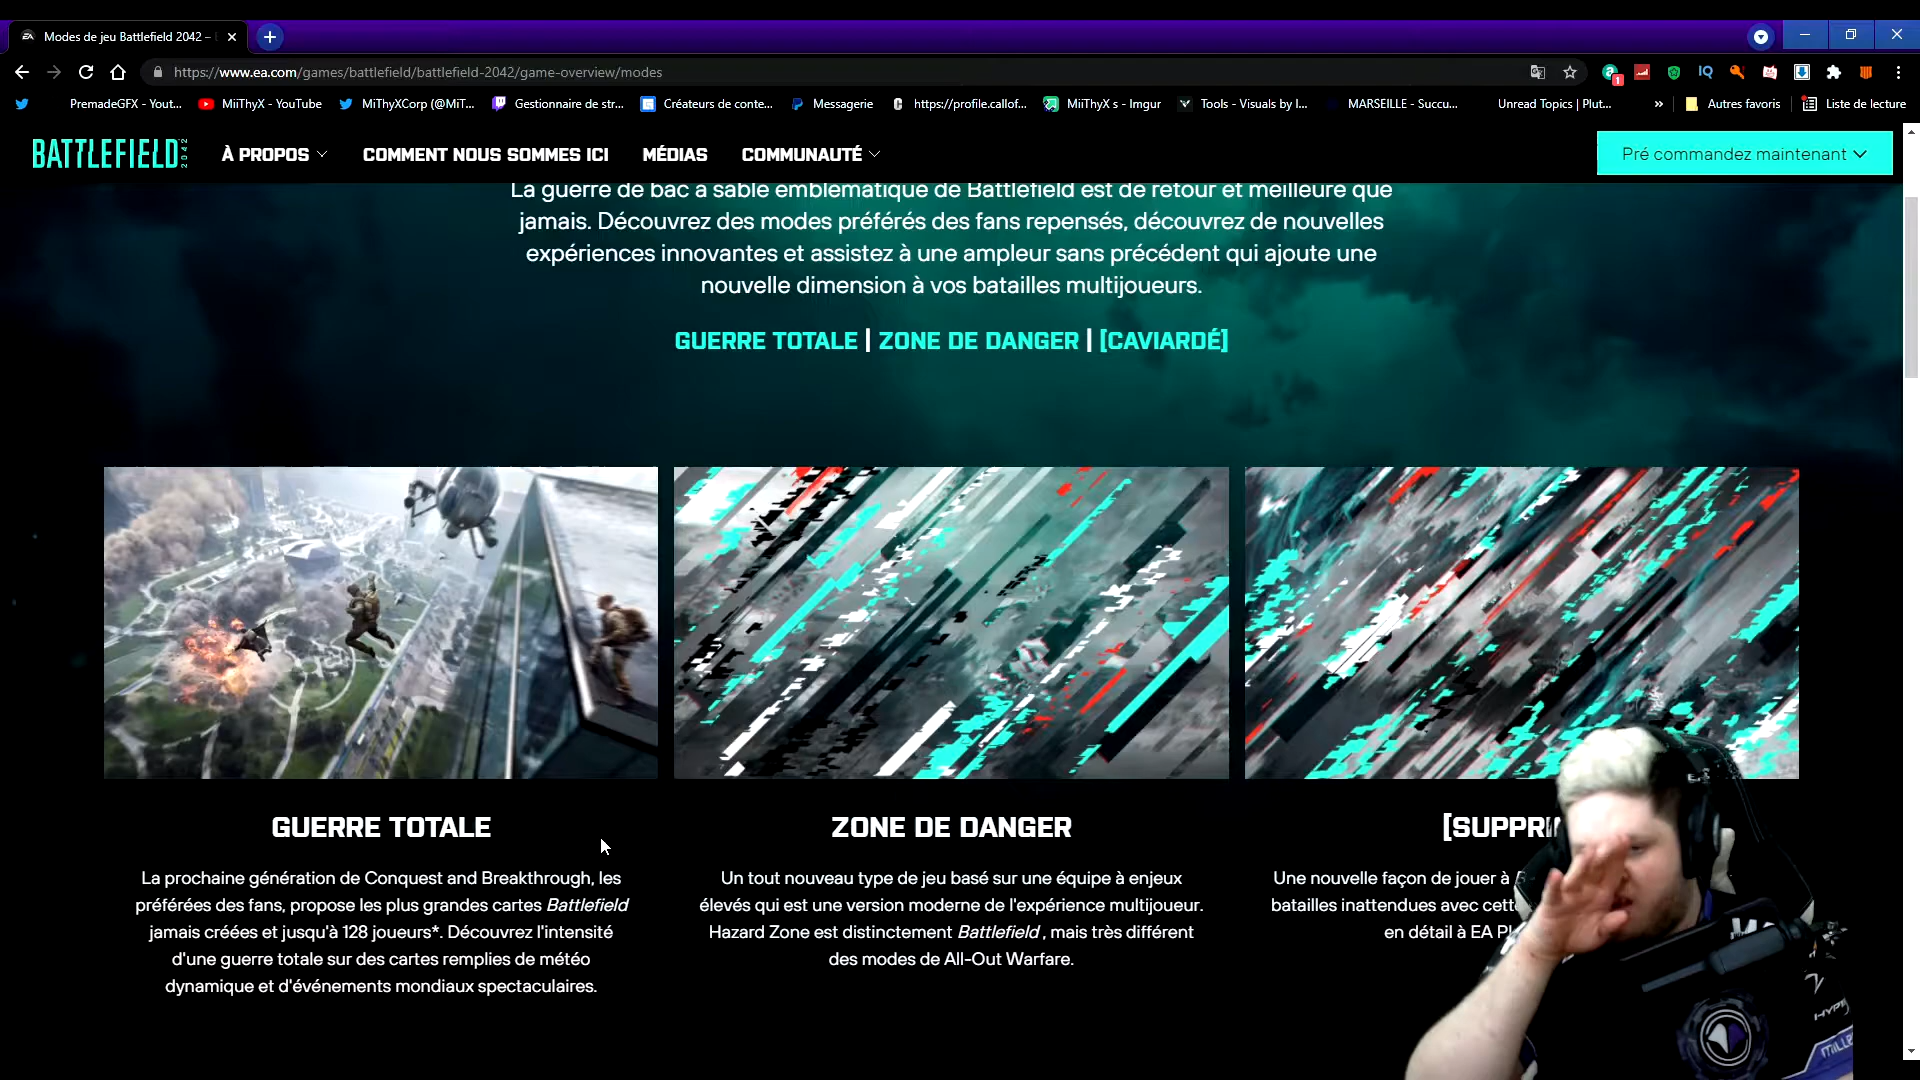 Modes de jeu Battlefield 2042 –
https://www.ea.com/games/battlefield/battlefield-2042/game-overview/modes
1
IQ
PremadeGFX - Yout...
MiiThyX - YouTube
MiThyXCorp (@MiT...
Gestionnaire de str...
Créateurs de conte...
Messagerie
https://profile.callof...
MiiThyX s - Imgur
Tools - Visuals by I...
MARSEILLE - Succu...
Unread Topics | Plut...
»
Autres favoris
Liste de lecture
BATTLEFIELD 2042
À PROPOS
COMMENT NOUS SOMMES ICI
MÉDIAS
COMMUNAUTÉ
Pré commandez maintenant
La guerre de bac à sable emblématique de Battlefield est de retour et meilleure que
jamais. Découvrez des modes préférés des fans repensés, découvrez de nouvelles
expériences innovantes et assistez à une ampleur sans précédent qui ajoute une
nouvelle dimension à vos batailles multijoueurs.
GUERRE TOTALE | ZONE DE DANGER | [CAVIARDÉ]
GUERRE TOTALE
La prochaine génération de Conquest and Breakthrough, les
préférées des fans, propose les plus grandes cartes Battlefield
jamais créées et jusqu'à 128 joueurs*. Découvrez l'intensité
d'une guerre totale sur des cartes remplies de météo
dynamique et d'événements mondiaux spectaculaires.
ZONE DE DANGER
Un tout nouveau type de jeu basé sur une équipe à enjeux
élevés qui est une version moderne de l'expérience multijoueur.
Hazard Zone est distinctement Battlefield , mais très différent
des modes de All-Out Warfare.
[SUPPRI
Une nouvelle façon de jouer à
batailles inattendues avec cette
en détail à EA Pl